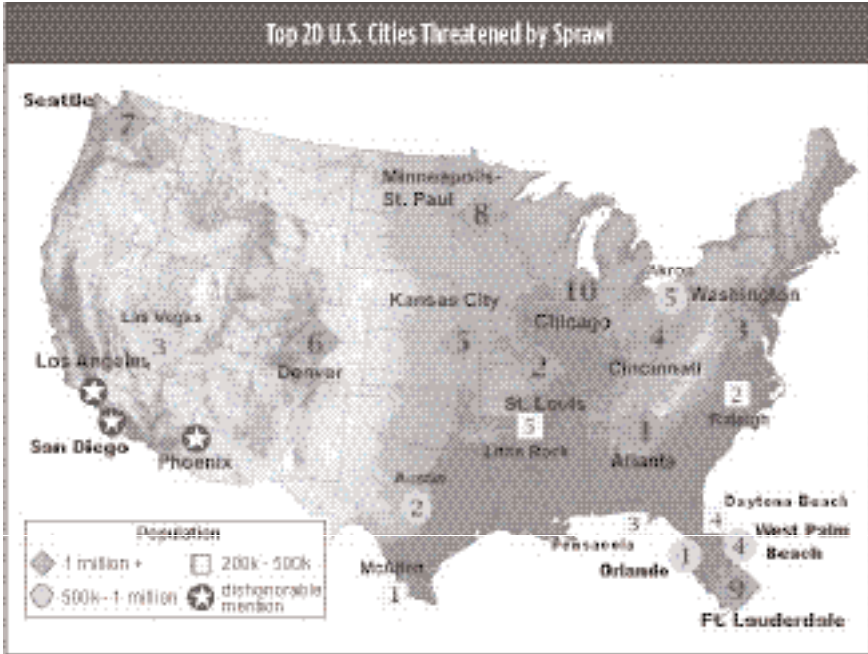 Top 20 U.S. Cities Threatened by Sprawl
Seattle
7
Minneapolis-
St. Paul
8
Akron
5
Washington
3
Kansas City
5
10
Chicago
4
Cincinnati
Las Vegas
3
6
Denver
Los Angeles
San Diego
Phoenix
2
St. Louis
Little Rock
1
Atlanta
2
Raleigh
Austin
2
Daytona Beach
4
3
Pensacola
West Palm
Beach
4
1
Orlando
9
Ft. Lauderdale
McAllen
1
Population
1 million +
200k - 500k
500k - 1 million
dishonorable
mention